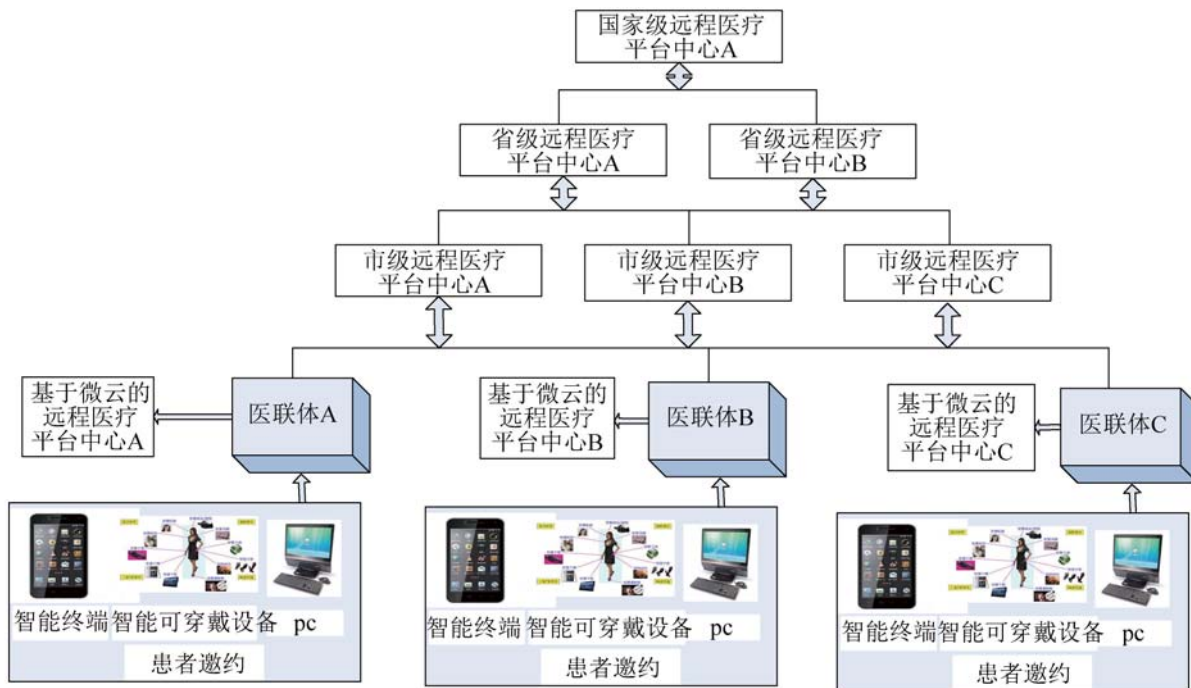 国家级远程医疗
平台中心A
省级远程医疗
平台中心A
省级远程医疗
平台中心B
市级远程医疗
平台中心A
市级远程医疗
平台中心B
市级远程医疗
平台中心C
基于微云的
远程医疗
平台中心A
医联体A
基于微云的
远程医疗
平台中心B
医联体B
基于微云的
远程医疗
平台中心C
医联体C
智能终端
智能可穿戴设备
pc
患者邀约
智能终端
智能可穿戴设备
pc
患者邀约
智能终端
智能可穿戴设备
pc
患者邀约